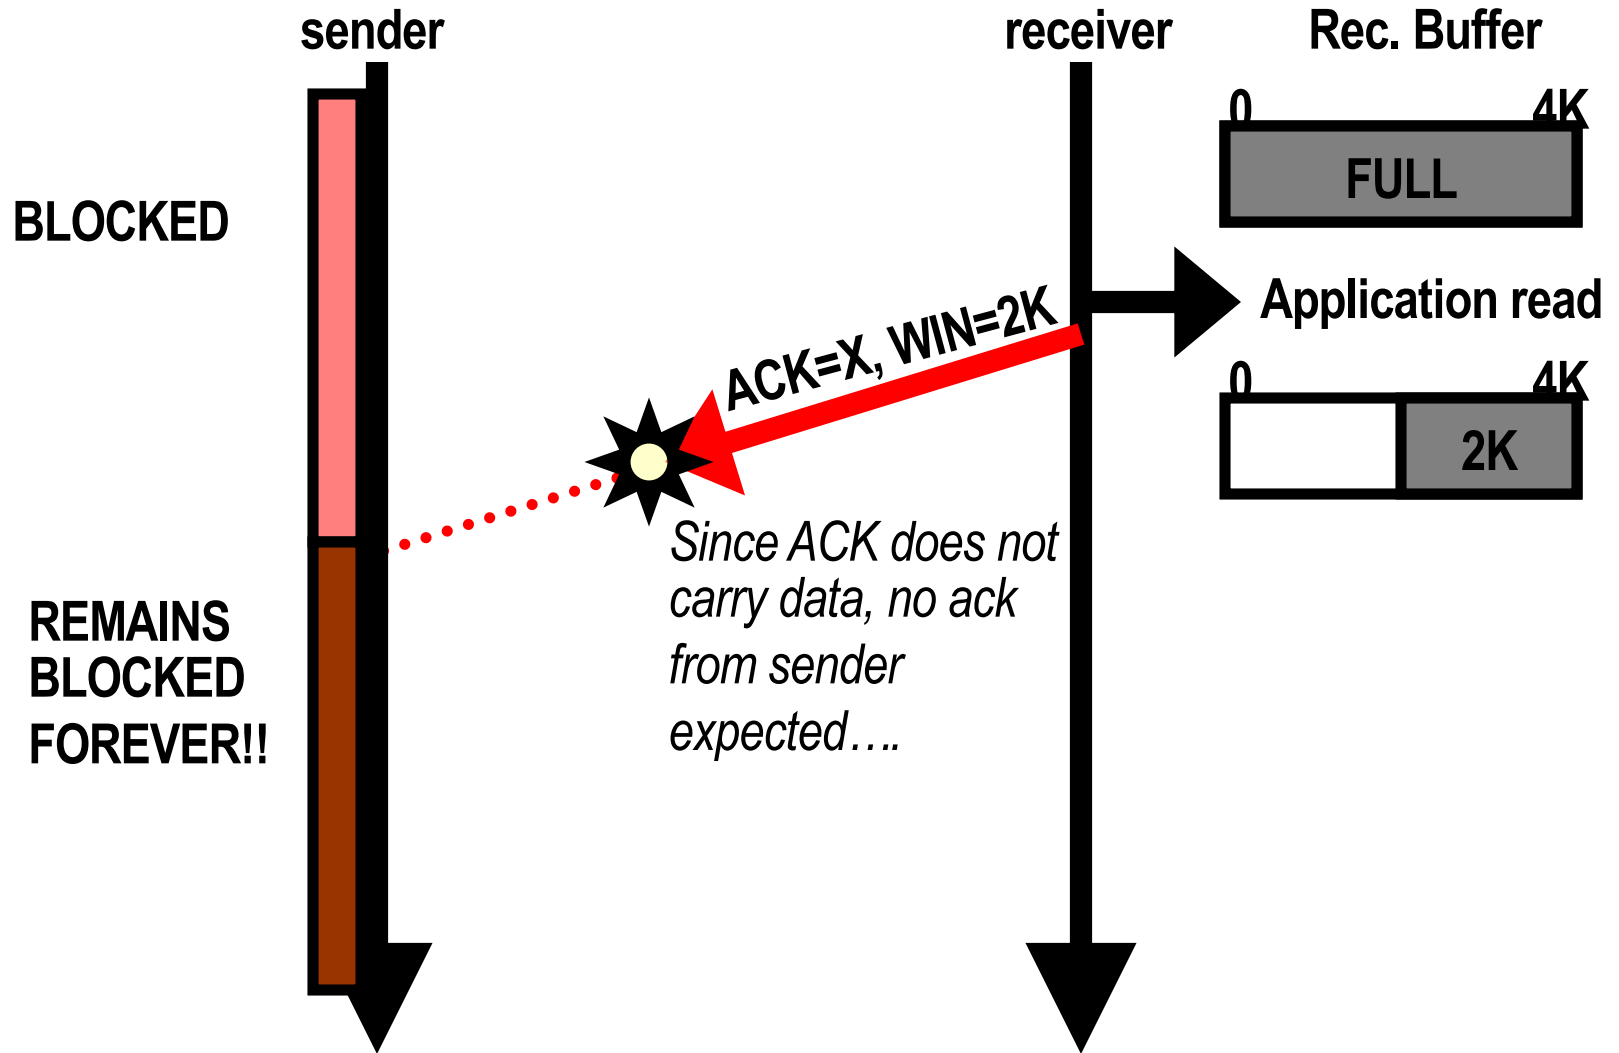 sender
receiver
Rec. Buffer
0
4K
FULL
BLOCKED
Application read
ACK=X, WIN=2K
0
4K
2K
Since ACK does not
carry data, no ack
from sender
expected….
REMAINS
BLOCKED
FOREVER!!